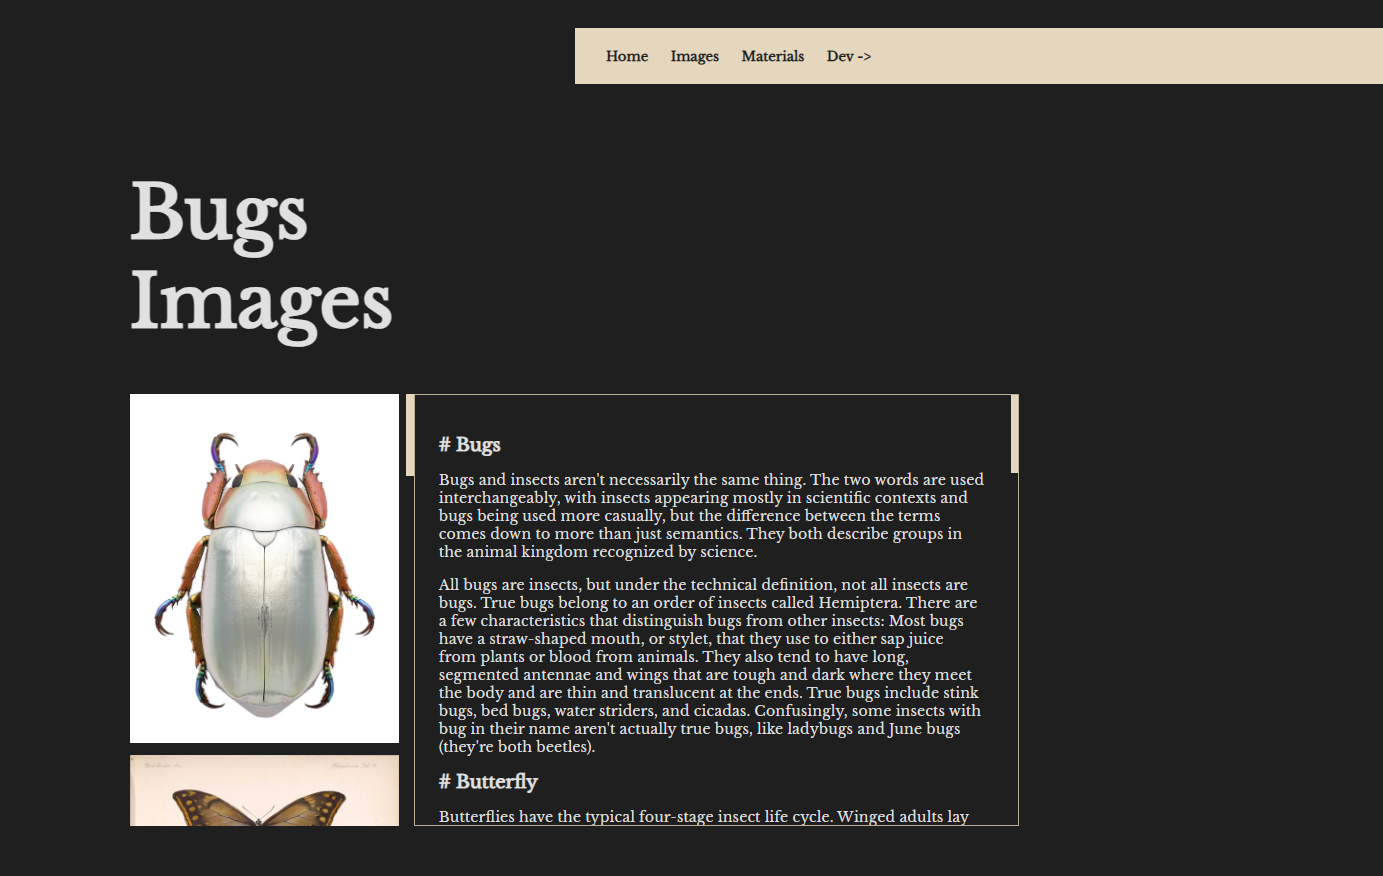 Home Images Materials Dev ->
Bugs
Images
# Bugs
Bugs and insects aren't necessarily the same thing. The two words are used
interchangeably, with insects appearing mostly in scientific contexts and
bugs being used more casually, but the difference between the terms
comes down to more than just semantics. They both describe groups in
the animal kingdom recognized by science.
All bugs are insects, but under the technical definition, not all insects are
bugs. True bugs belong to an order of insects called Hemiptera. There are
a few characteristics that distinguish bugs from other insects: Most bugs
have a straw-shaped mouth, or stylet, that they use to either sap juice
from plants or blood from animals. They also tend to have long,
segmented antennae and wings that are tough and dark where they meet
the body and are thin and translucent at the ends. True bugs include stink
bugs, bed bugs, water striders, and cicadas. Confusingly, some insects with
bug in their name aren't actually true bugs, like ladybugs and June bugs
(they're both beetles).
# Butterfly
Butterflies have the typical four-stage insect life cycle. Winged adults lay